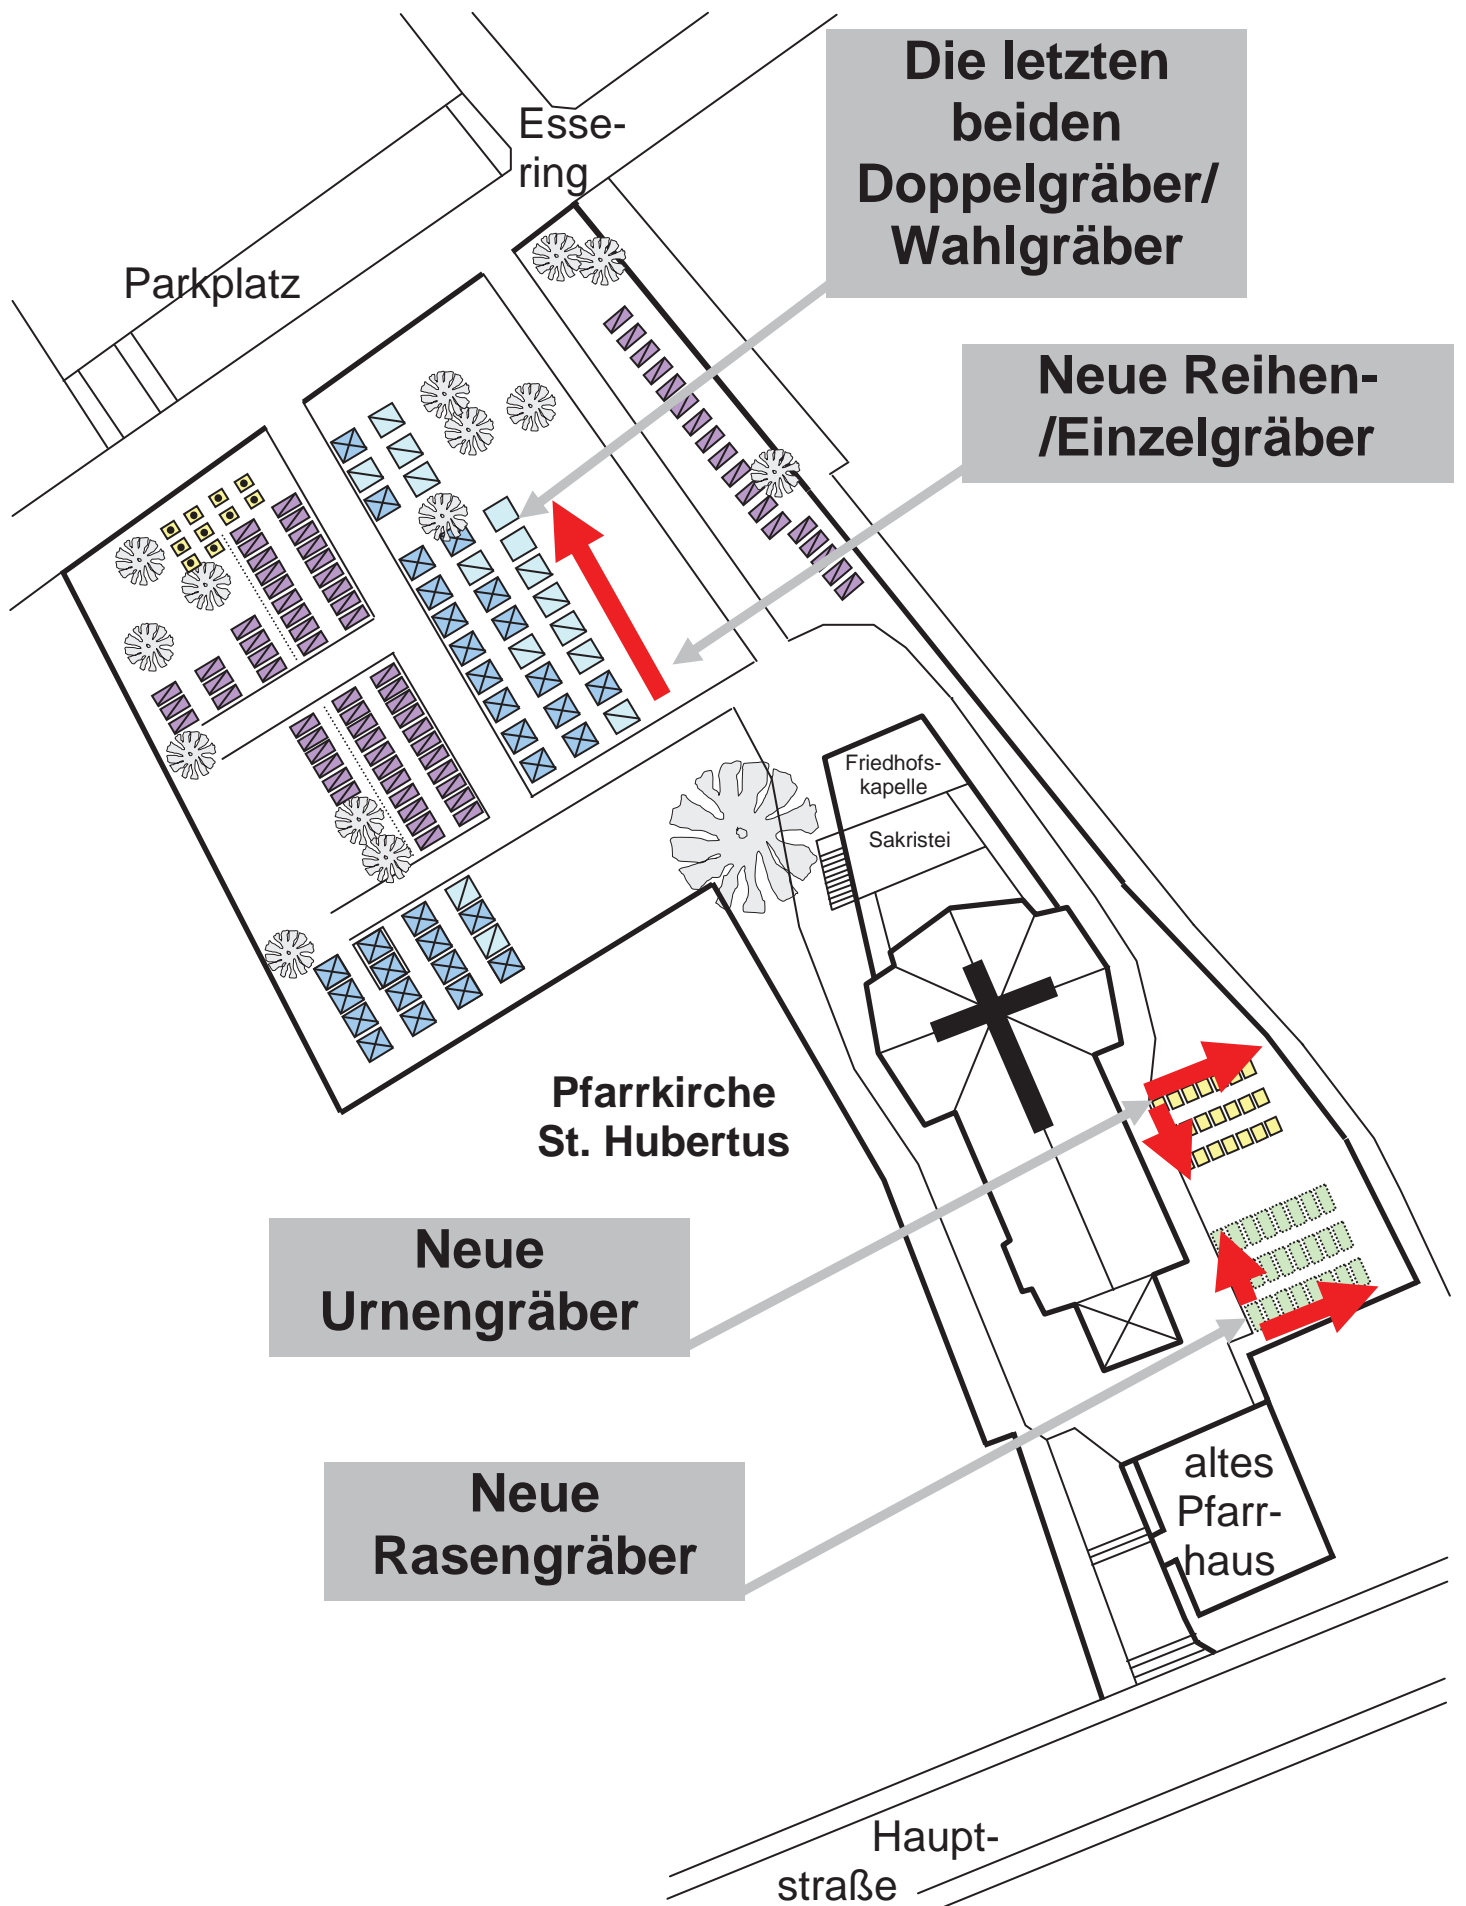 Die letzten
beiden
Doppelgräber/
Wahlgräber
Esse-
ring
Parkplatz
Neue Reihen-
/Einzelgräber
Friedhofs-
kapelle
Sakristei
Pfarrkirche
St. Hubertus
Neue
Urnengräber
Neue
Rasengräber
altes
Pfarr-
haus
Haupt-
straße